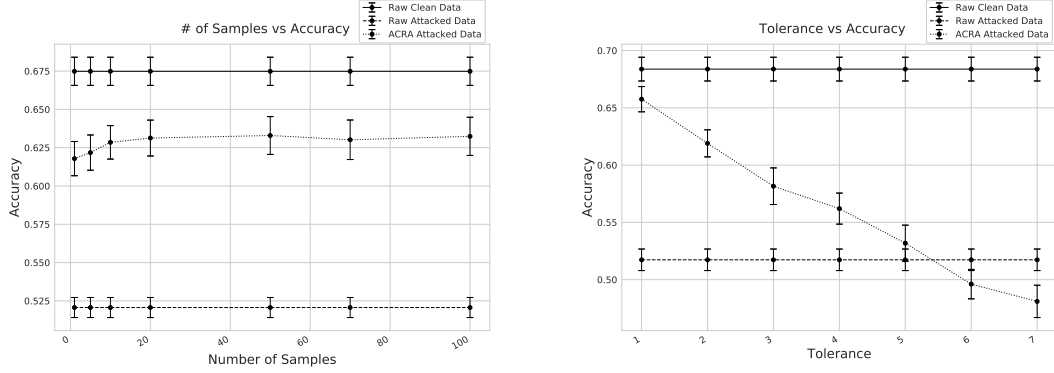 # of Samples vs Accuracy
Raw Clean Data
Raw Attacked Data
ACRA Attacked Data
Accuracy
0.675
0.650
0.625
0.600
0.575
0.550
0.525
0 20 40 60 80 100
Number of Samples
Tolerance vs Accuracy
Raw Clean Data
Raw Attacked Data
ACRA Attacked Data
Accuracy
0.70
0.65
0.60
0.55
0.50
1 2 3 4 5 6 7
Tolerance